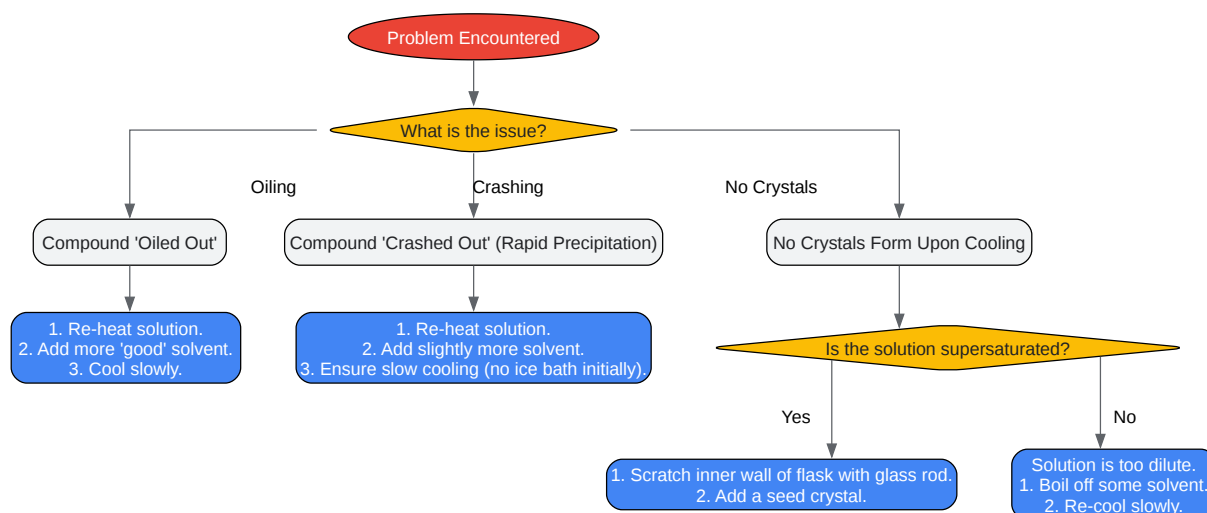 Problem Encountered
What is the issue?
Oiling
Crashing
No Crystals
Compound 'Oiled Out'
Compound 'Crashed Out' (Rapid Precipitation)
No Crystals Form Upon Cooling
1. Re-heat solution.
2. Add more 'good' solvent.
3. Cool slowly.
1. Re-heat solution.
2. Add slightly more solvent.
3. Ensure slow cooling (no ice bath initially).
Is the solution supersaturated?
Yes
No
1. Scratch inner wall of flask with glass rod.
2. Add a seed crystal.
Solution is too dilute.
1. Boil off some solvent.
2. Re-cool slowly.